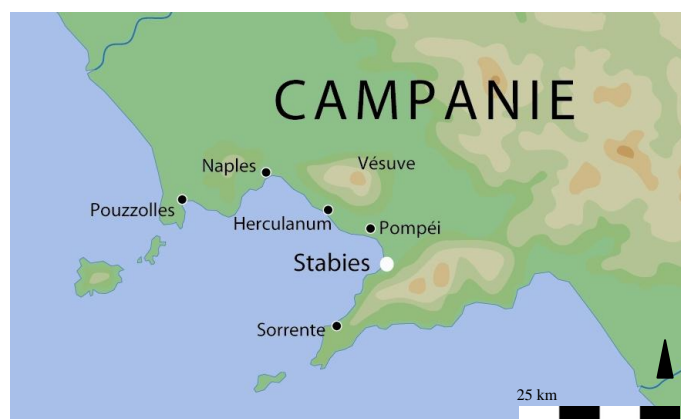 CAMPANIE
Naples
Vésuve
Pouzzolles
Herculanum
Pompéi
Stabies
Sorrente
25 km